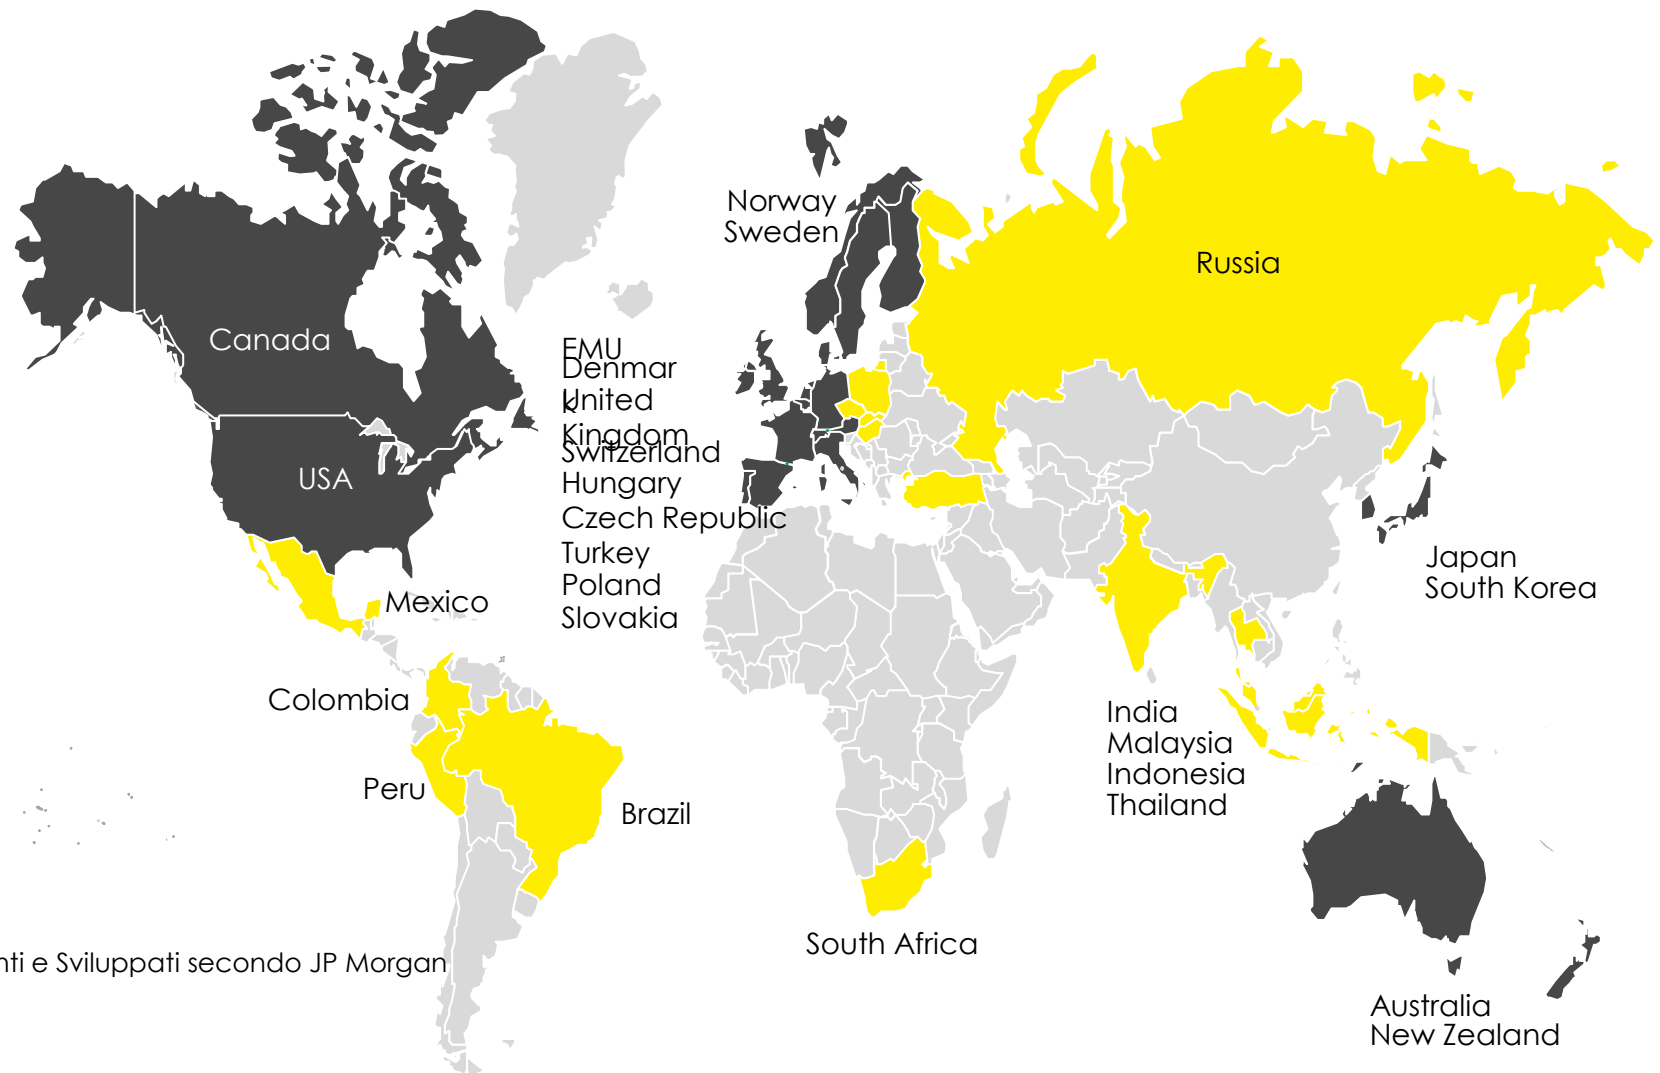 Norway
Sweden
Russia
Canada
EMU
Denmar
k
United
Kingdom
Switzerland
USA
Hungary
Czech Republic
Turkey
Poland
Slovakia
Japan
South Korea
Mexico
Colombia
India
Malaysia
Indonesia
Thailand
Peru
Brazil
South Africa
nti e Sviluppati secondo JP Morgan
Australia
New Zealand